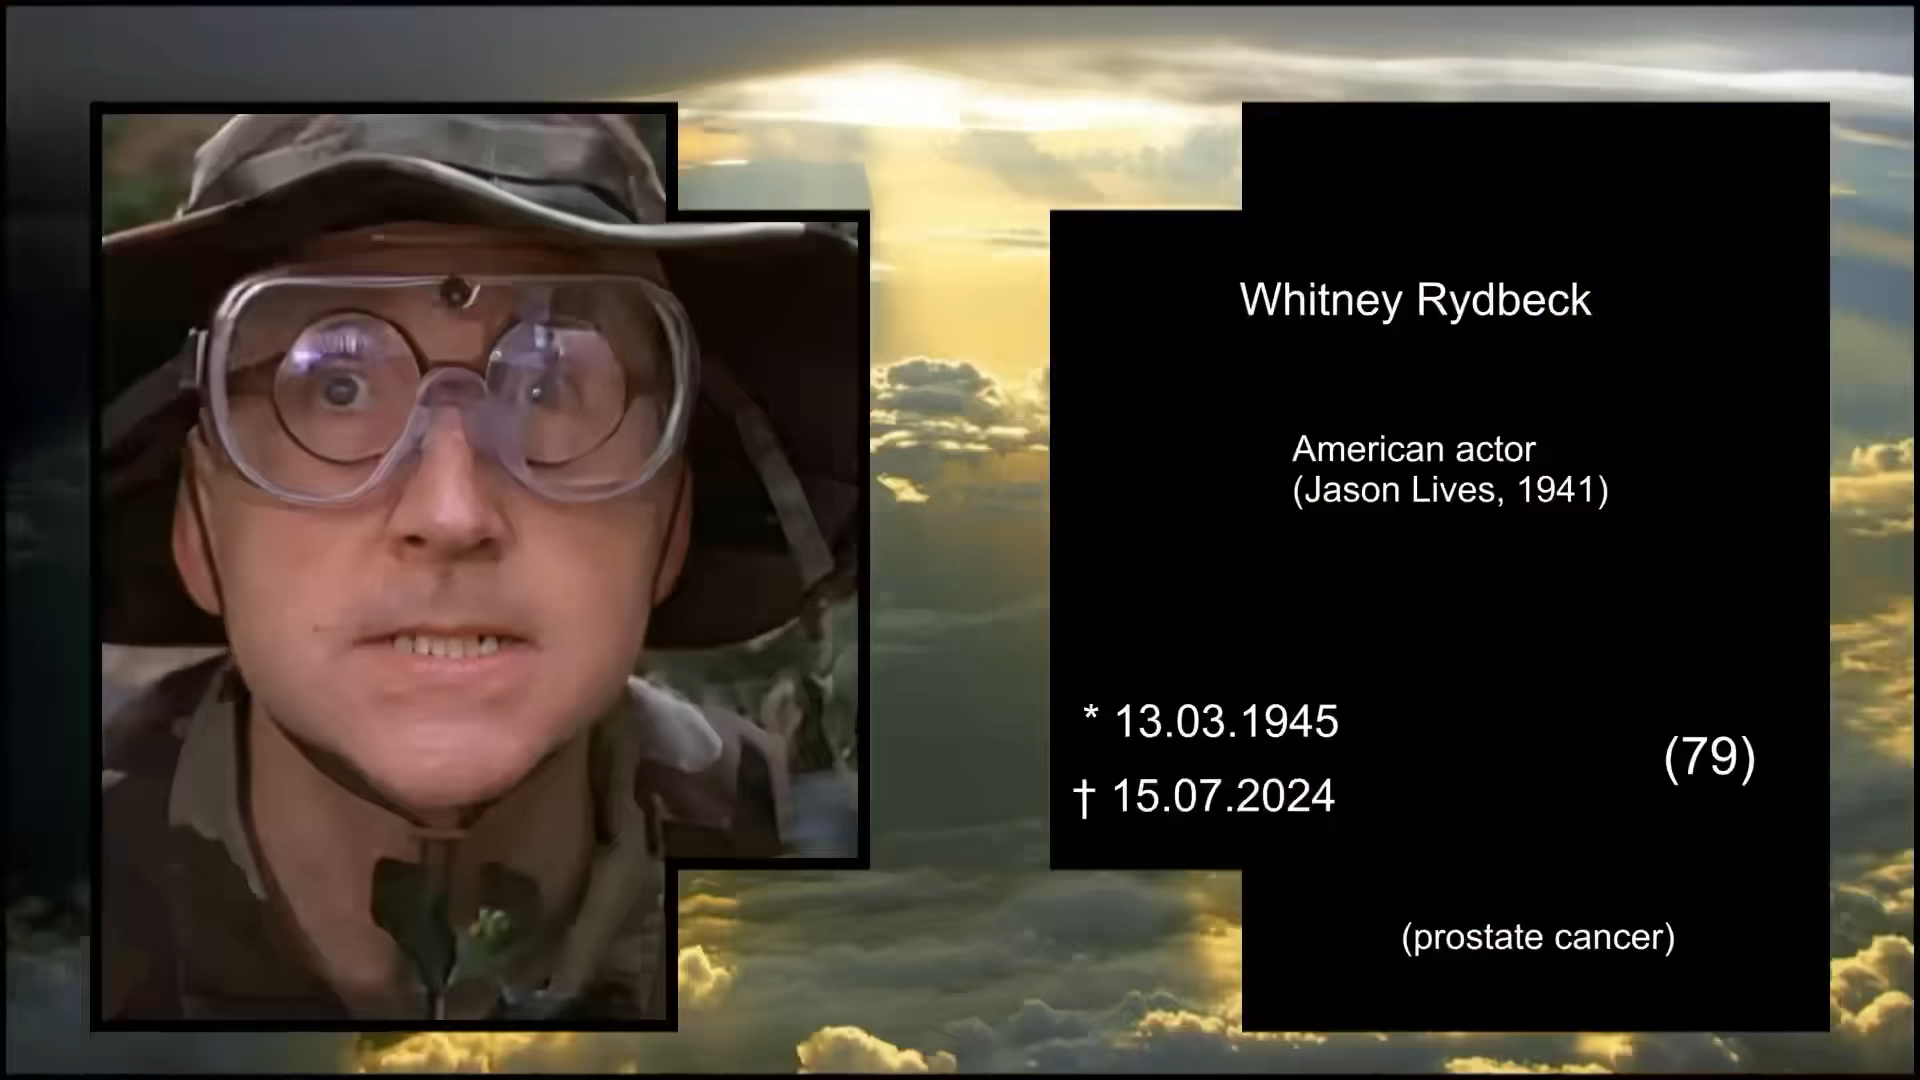 Whitney Rydbeck
American actor
(Jason Lives, 1941)
* 13.03.1945
(79)
† 15.07.2024
(prostate cancer)